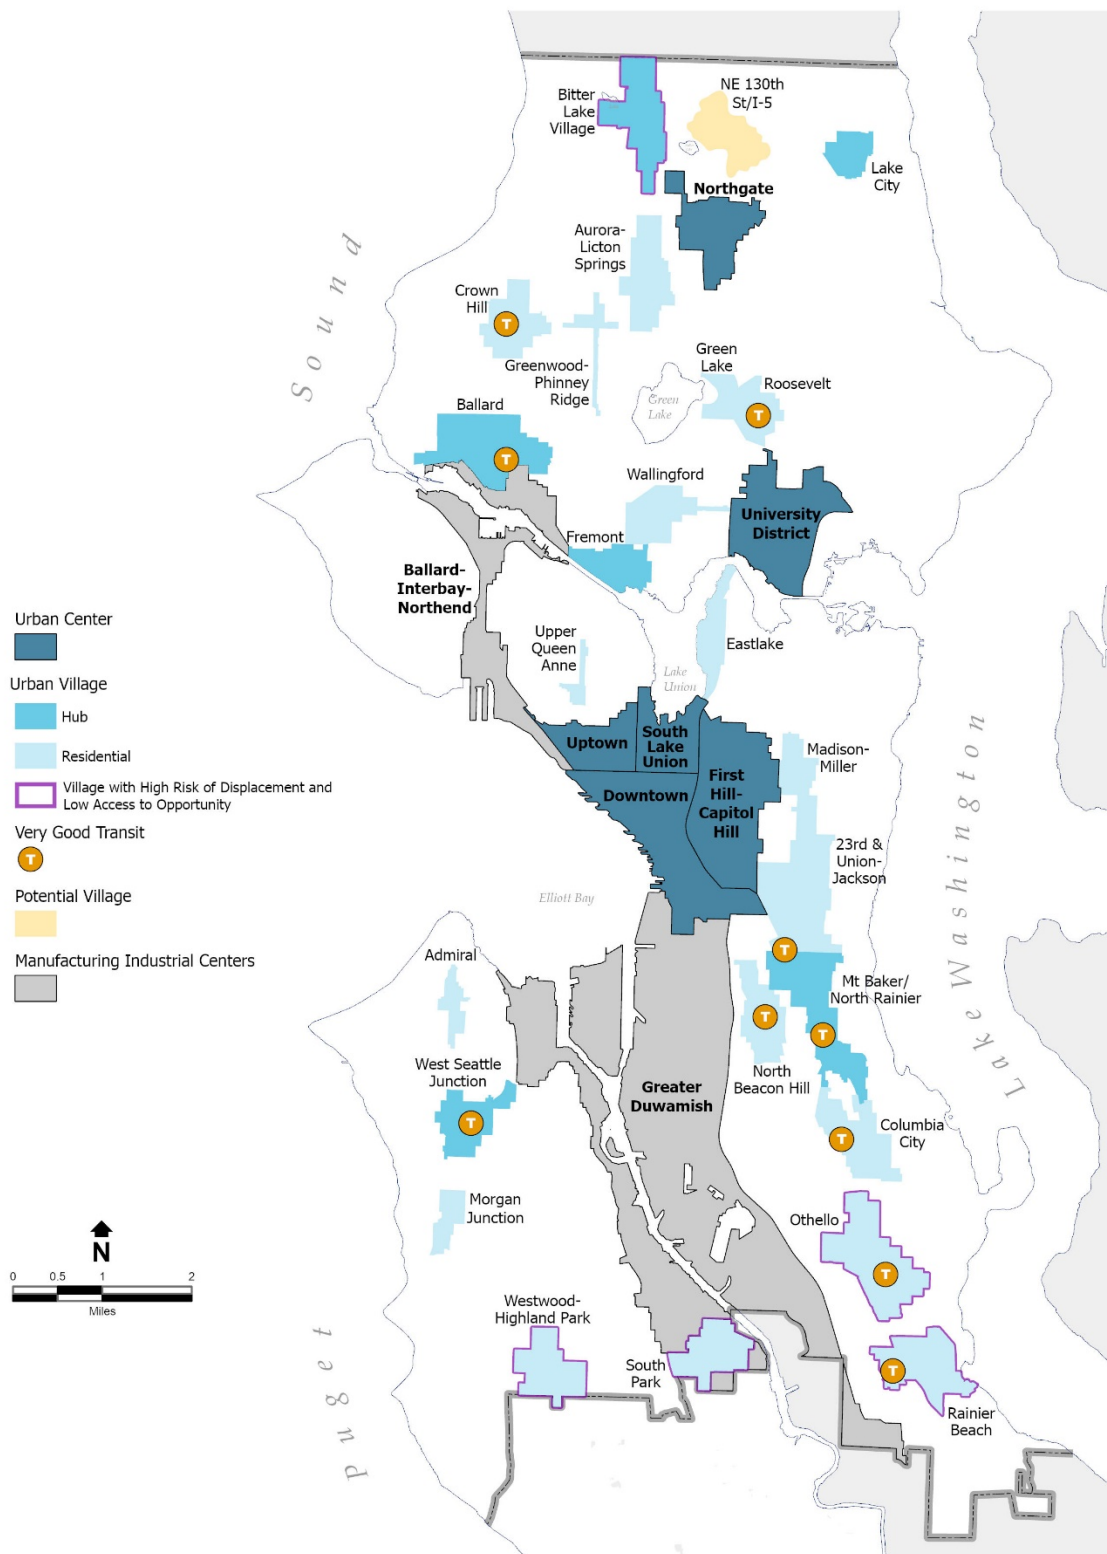 NE 130th
St/I-5
Bitter
Lake
Village
Lake
City
Northgate
Aurora-
Licton
Springs
Crown
Hill
T
Greenwood-
Phinney
Ridge
Green
Lake
Roosevelt
T
Green
Lake
Ballard
T
Wallingford
University
District
Fremont
Ballard-
Interbay-
Northend
Upper
Queen
Anne
Eastlake
Lake
Union
Sound
Urban Center
Urban Village
Hub
Residential
Village with High Risk of Displacement and
Low Access to Opportunity
Very Good Transit
T
Potential Village
Manufacturing Industrial Centers
Uptown
South
Lake
Union
First
Hill-
Capitol
Hill
Downtown
Madison-
Miller
23rd &
Union-
Jackson
Lake Washington
Elliott Bay
Admiral
T
Mt Baker/
North Rainier
T
T
North
Beacon Hill
West Seattle
Junction
T
Greater
Duwamish
Columbia
City
T
Morgan
Junction
Othello
T
N
0 0.5 1 2
Miles
Westwood-
Highland Park
South
Park
T
Rainier
Beach
Puget